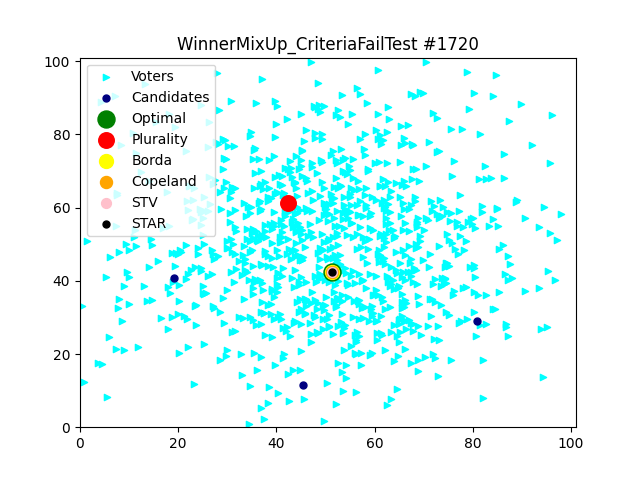 WinnerMixUp_CriteriaFailTest #1720
100
80
60
40
20
0
0
20
40
60
80
100
Voters
Candidates
Optimal
Plurality
Borda
Copeland
STV
STAR